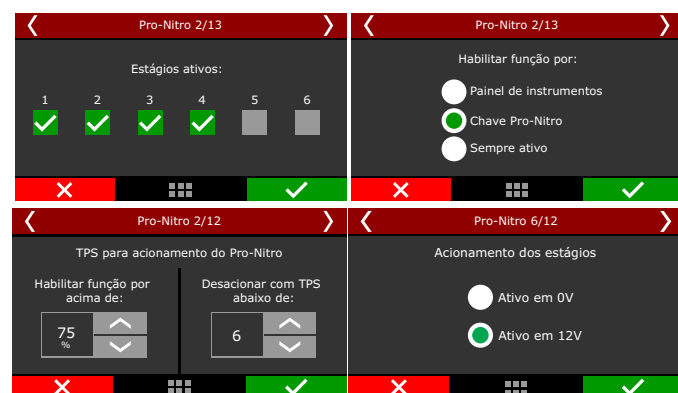 Pro-Nitro 2/13
Estágios ativos:
1 2 3 4 5 6
Pro-Nitro 2/13
Habilitar função por:
Painel de instrumentos
Chave Pro-Nitro
Sempre ativo
Pro-Nitro 2/12
TPS para acionamento do Pro-Nitro
Habilitar função por
acima de:
75
%
Desacionar com TPS
abaixo de:
6
Pro-Nitro 6/12
Acionamento dos estágios
Ativo em 0V
Ativo em 12V